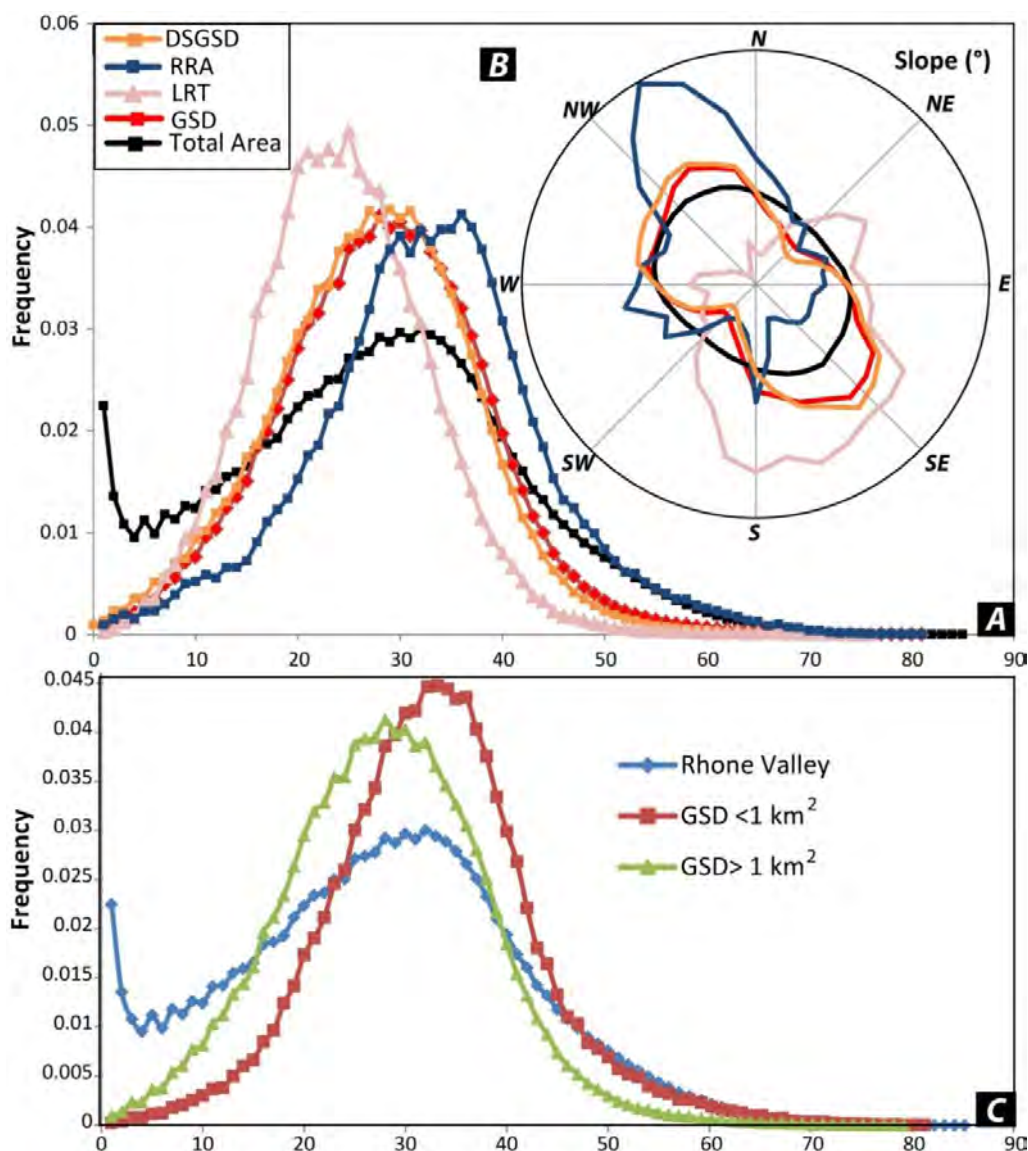 0.06
DSGSD
RRA
LRT
GSD
Total Area
B
Slope (°)
N
NE
E
SE
S
SW
W
NW
0.05
0.04
0.03
0.02
0.01
0
Frequency
A
0 10 20 30 40 50 60 70 80 90
0.045
0.04
0.035
0.03
0.025
0.02
0.015
0.01
0.005
0
Frequency
Rhone Valley
GSD <1 km²
GSD> 1 km²
C
0 10 20 30 40 50 60 70 80 90